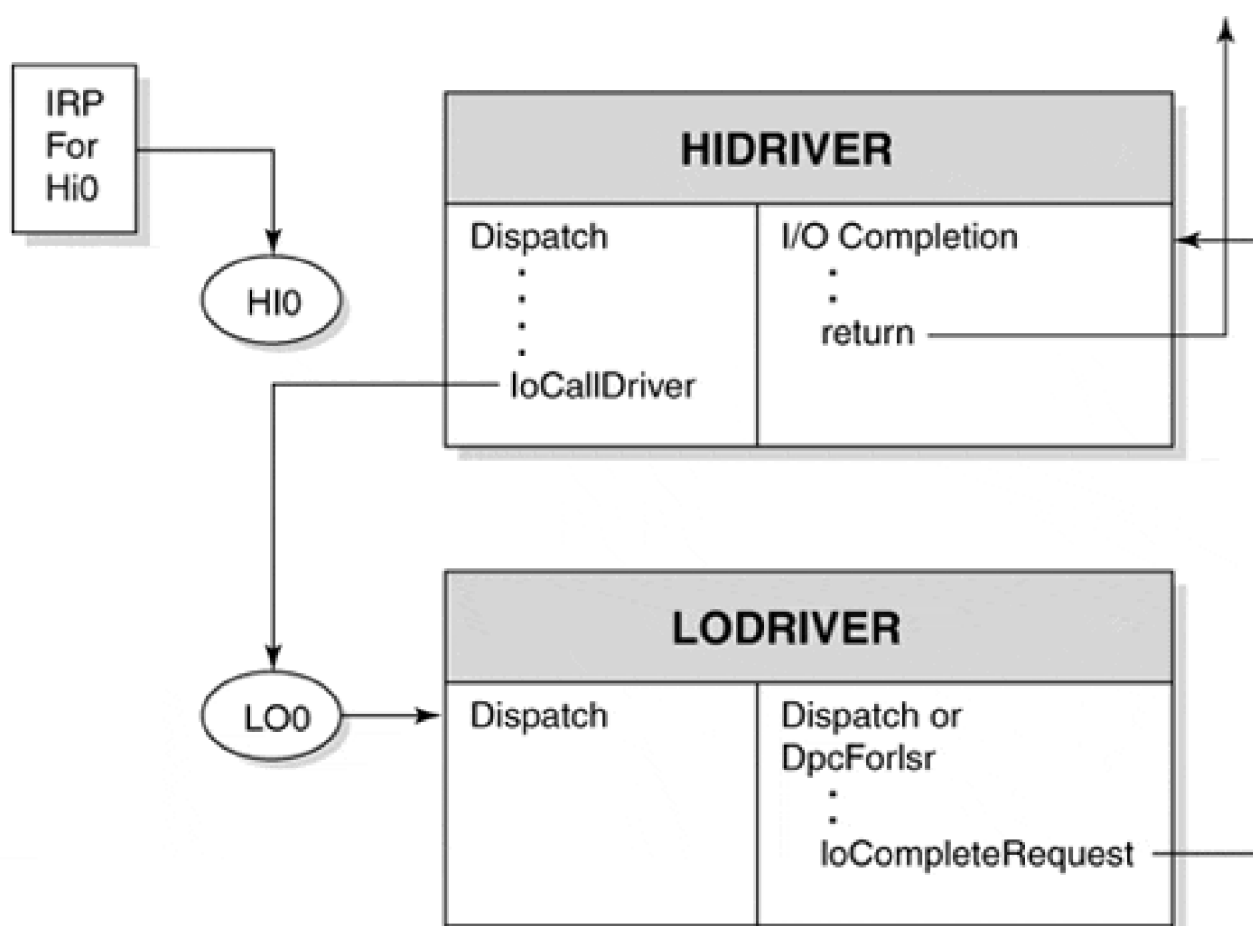 IRP
For
Hi0
HI0
HIDRIVER
Dispatch
IoCallDriver
I/O Completion
return
LO0
LODRIVER
Dispatch
Dispatch or
DpcForIsr
IoCompleteRequest